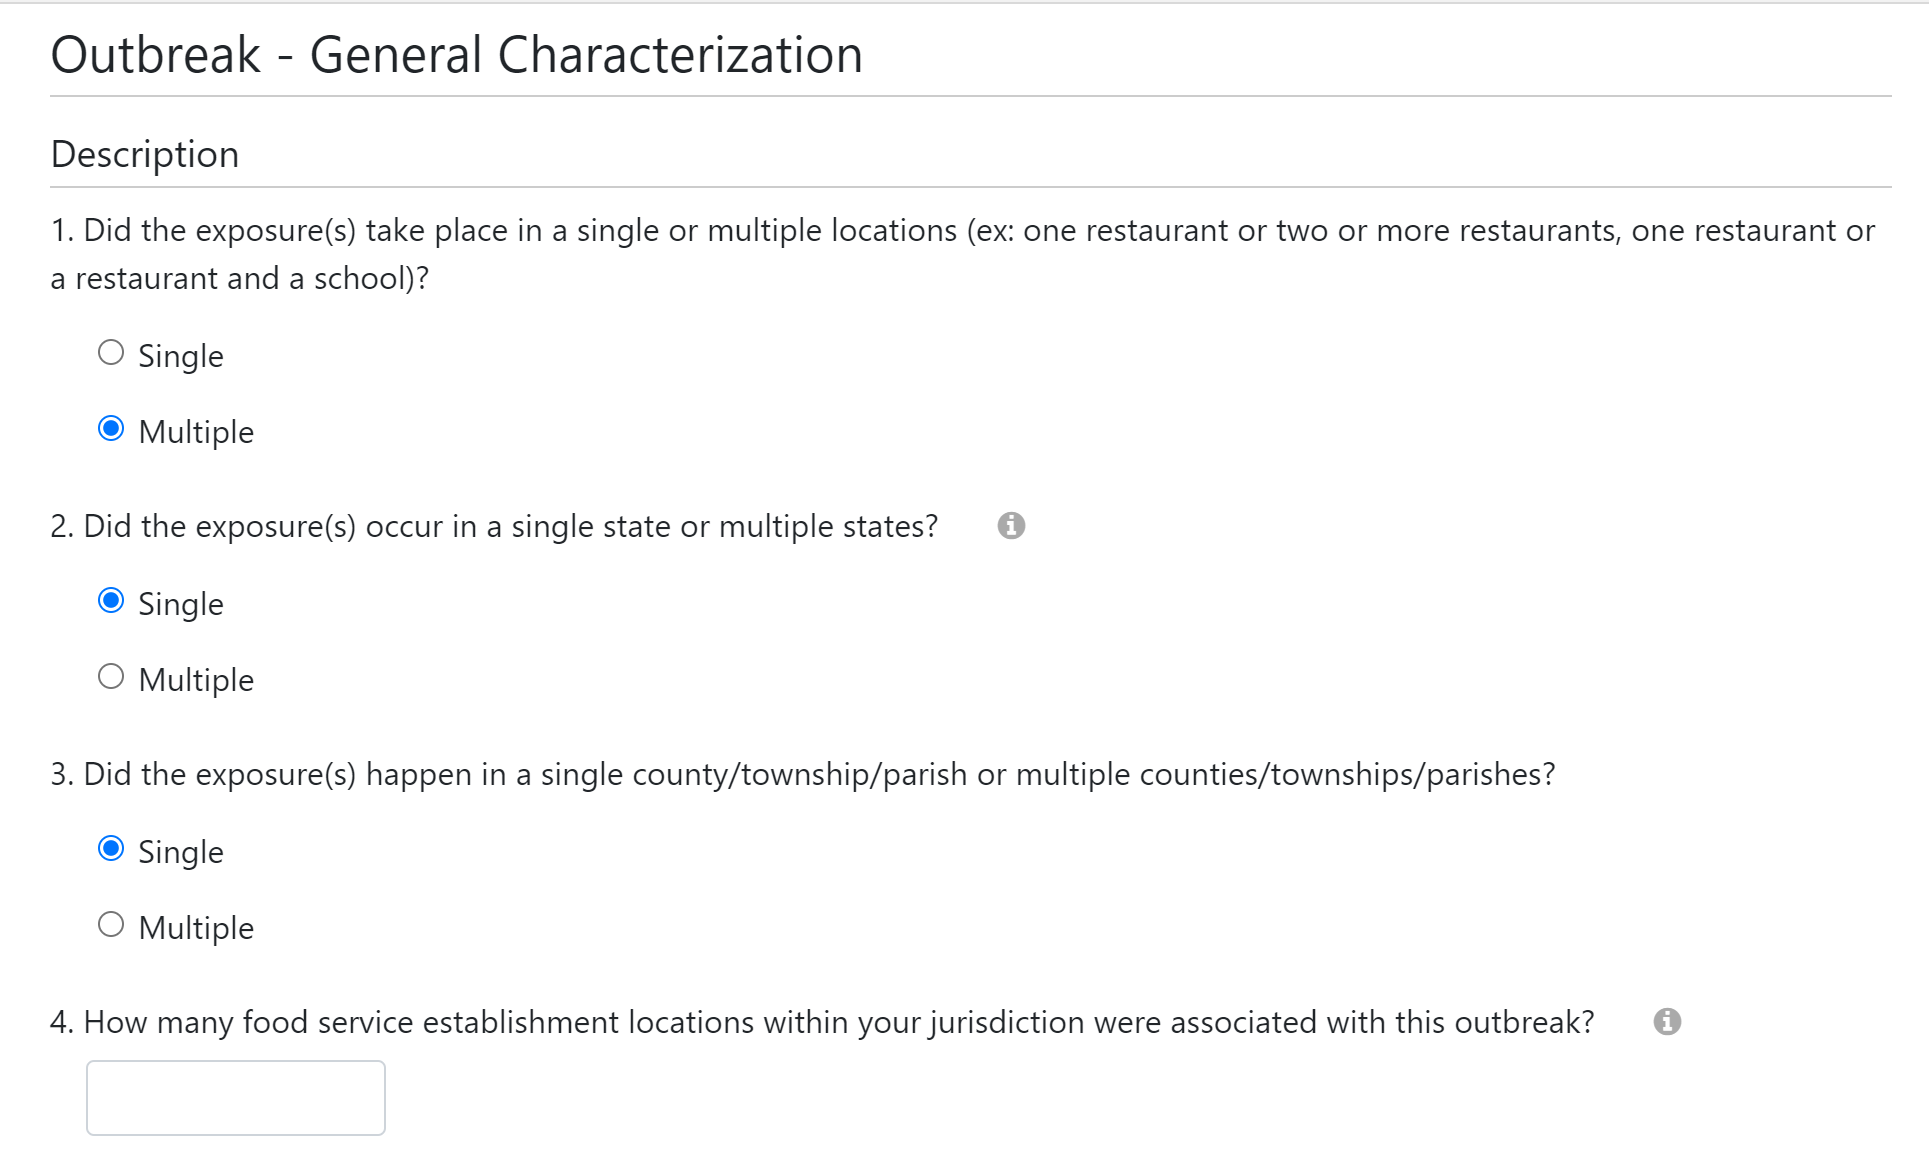 Outbreak - General Characterization
Description
1. Did the exposure(s) take place in a single or multiple locations (ex: one restaurant or two or more restaurants, one restaurant or
a restaurant and a school)?
Single
Multiple
2. Did the exposure(s) occur in a single state or multiple states?
Single
Multiple
3. Did the exposure(s) happen in a single county/township/parish or multiple counties/townships/parishes?
Single
Multiple
4. How many food service establishment locations within your jurisdiction were associated with this outbreak?